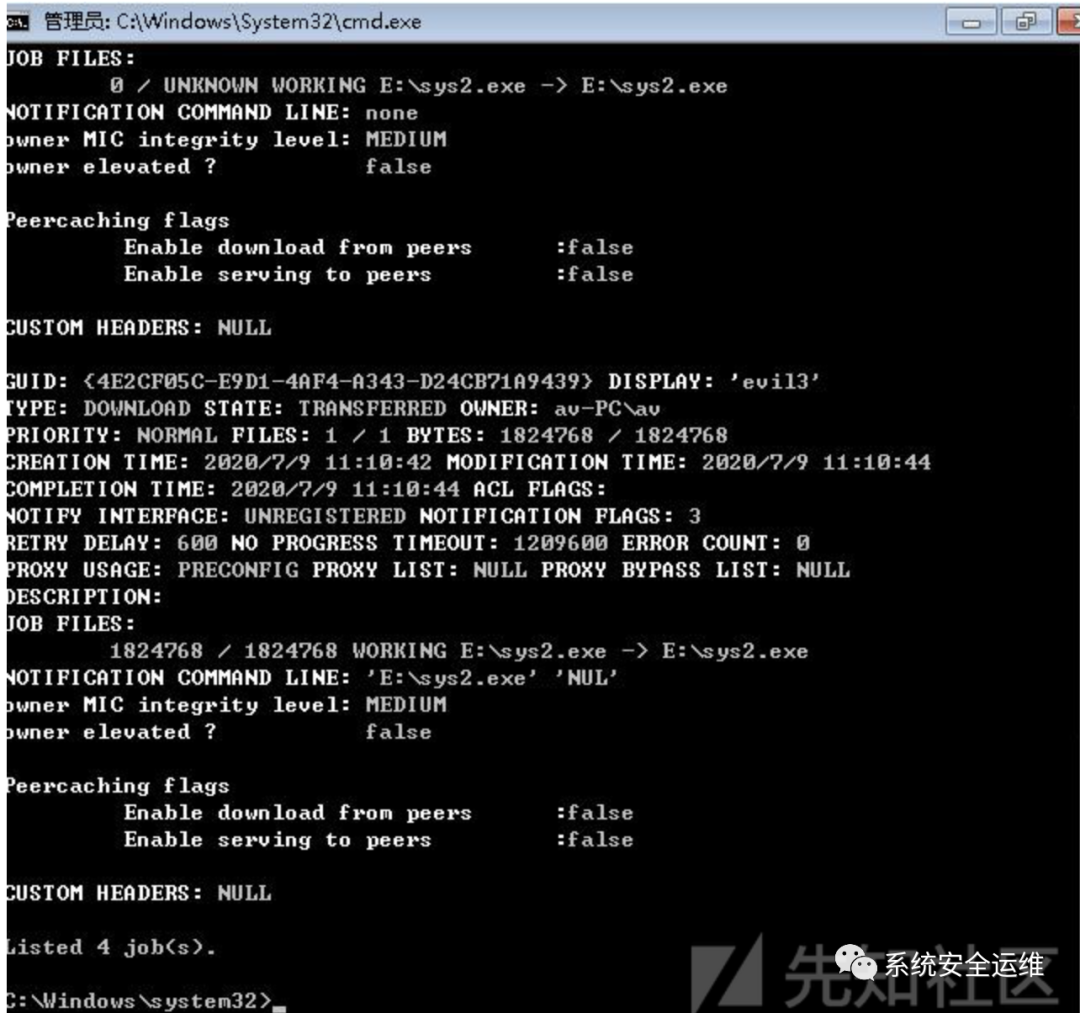 管理员: C:\Windows\System32\cmd.exe
JOB FILES:
0 / UNKNOWN WORKING E:\sys2.exe -> E:\sys2.exe
NOTIFICATION COMMAND LINE: none
owner MIC integrity level: MEDIUM
owner elevated ? false
Peercaching flags
Enable download from peers :false
Enable serving to peers :false
CUSTOM HEADERS: NULL
GUID: {4E2CF05C-E9D1-4AF4-A343-D24CB71A9439} DISPLAY: 'evil3'
TYPE: DOWNLOAD STATE: TRANSFERRED OWNER: av-PC\av
PRIORITY: NORMAL FILES: 1 / 1 BYTES: 1824768 / 1824768
CREATION TIME: 2020/7/9 11:10:42 MODIFICATION TIME: 2020/7/9 11:10:44
COMPLETION TIME: 2020/7/9 11:10:44 ACL FLAGS:
NOTIFY INTERFACE: UNREGISTERED NOTIFICATION FLAGS: 3
RETRY DELAY: 600 NO PROGRESS TIMEOUT: 1209600 ERROR COUNT: 0
PROXY USAGE: PRECONFIG PROXY LIST: NULL PROXY BYPASS LIST: NULL
DESCRIPTION:
JOB FILES:
1824768 / 1824768 WORKING E:\sys2.exe -> E:\sys2.exe
NOTIFICATION COMMAND LINE: 'E:\sys2.exe' 'NUL'
owner MIC integrity level: MEDIUM
owner elevated ? false
Peercaching flags
Enable download from peers :false
Enable serving to peers :false
CUSTOM HEADERS: NULL
Listed 4 job(s).
C:\Windows\system32>_
先知社区
系统安全运维